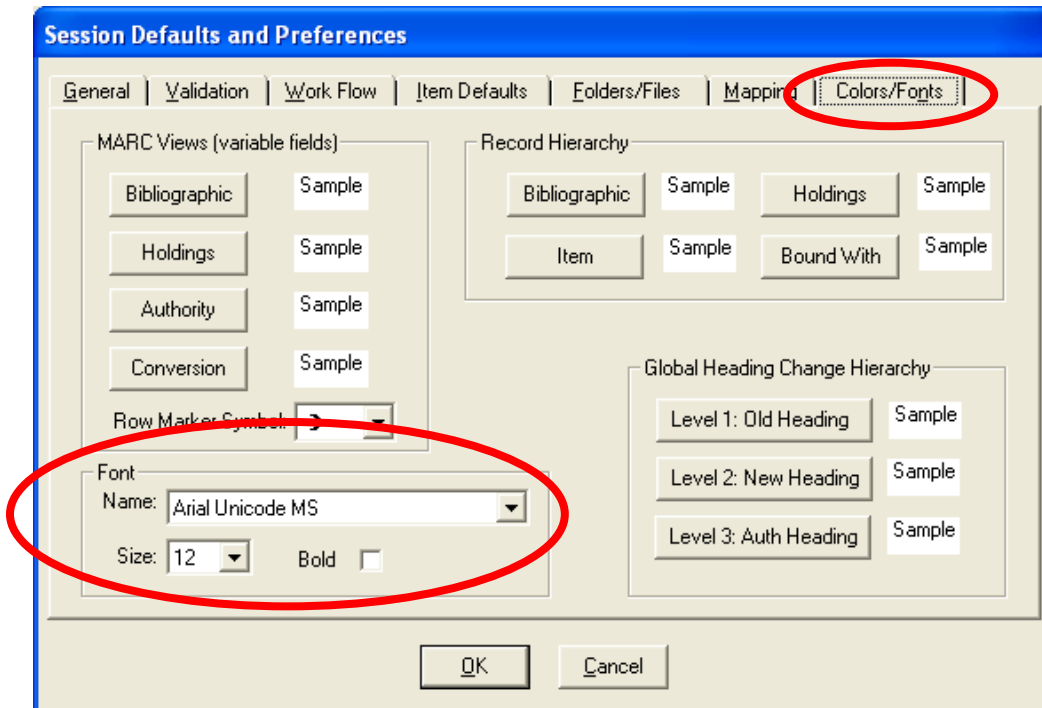 Session Defaults and Preferences
General Validation Work Flow Item Defaults Folders/Files Mapping Colors/Fonts
MARC Views (variable fields)
Bibliographic Sample
Holdings Sample
Authority Sample
Conversion Sample
Row Marker Symbol:
Font
Name: Arial Unicode MS
Size: 12 Bold
Record Hierarchy
Bibliographic Sample Holdings Sample
Item Sample Bound With Sample
Global Heading Change Hierarchy
Level 1: Old Heading Sample
Level 2: New Heading Sample
Level 3: Auth Heading Sample
OK Cancel